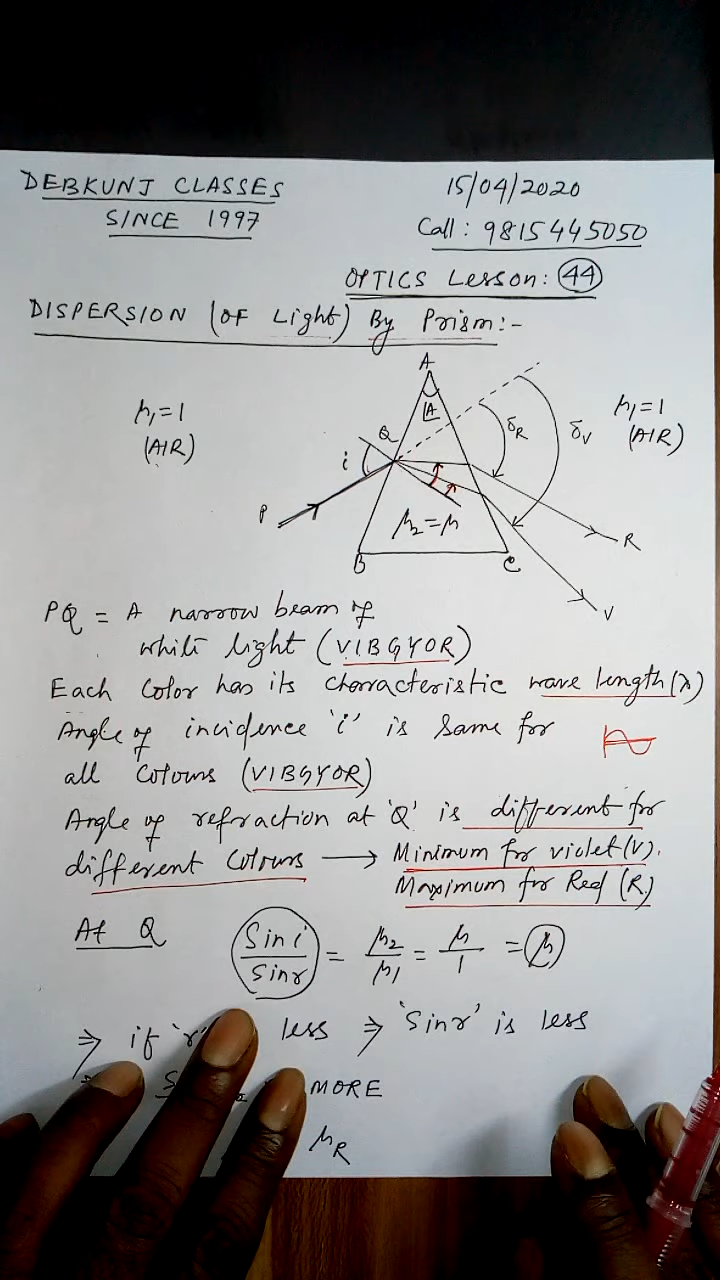 DEBKUNJ CLASSES
SINCE 1997
15/04/2020
Call : 9815445050
OPTICS Lesson: 44
DISPERSION (OF Light) By Prism:-
A
A
μ₁=1
(AIR)
Q
i
δR
δV
μ₁=1
(AIR)
P
μ₂=μ
R
B
C
V
PQ = A narrow beam of
white light (VIBGYOR)
Each Color has its characteristic wave length(λ)
Angle of incidence 'i' is same for
all Colours (VIBGYOR)
Angle of refraction at 'Q' is different for
different Colours → Minimum for violet(V).
Maximum for Red (R)
At Q
Sin i / Sin r = μ₂/μ₁ = μ/1 = μ
⇒ if 'r' less ⇒ 'Sin r' is less
MORE
μR